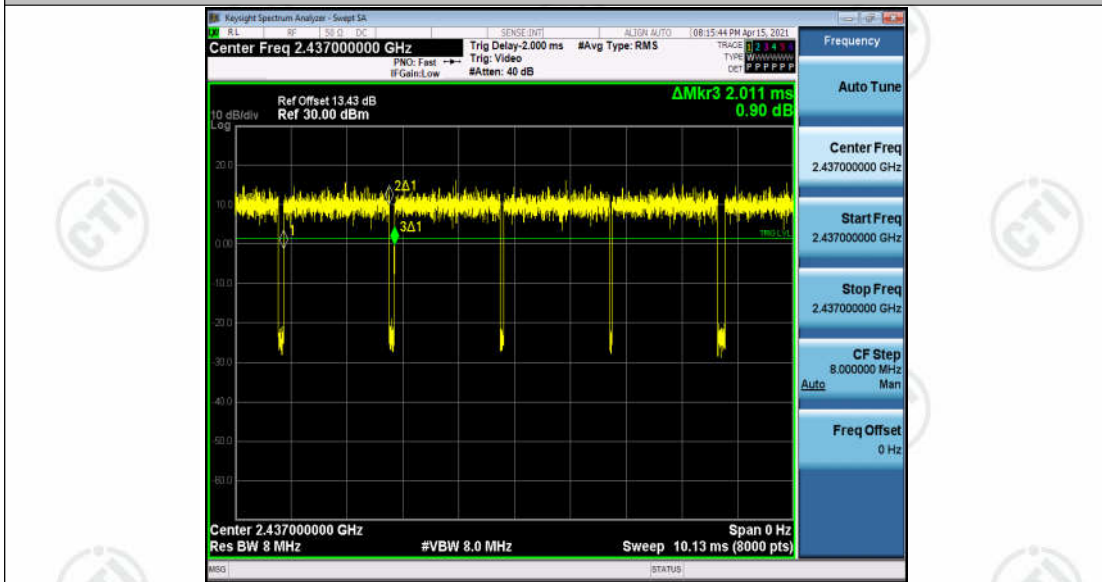 Keysight Spectrum Analyzer - Swept SA
RL RF 50 Ω DC SENSE:INT ALIGN AUTO 08:15:44 PM Apr 15, 2021
Center Freq 2.437000000 GHz
PNO: Fast
IFGain:Low
Trig Delay-2.000 ms
Trig: Video
#Atten: 40 dB
#Avg Type: RMS
TRACE 1 2 3 4 5 6
TYPE WWWWWW
DET P P P P P P
ΔMkr3 2.011 ms
0.90 dB
Ref Offset 13.43 dB
10 dB/div Ref 30.00 dBm
Log
20.0
10.0
0.00
-10.0
-20.0
-30.0
-40.0
-50.0
-60.0
1
2Δ1
3Δ1
TRIG LVL
Center 2.437000000 GHz Span 0 Hz
Res BW 8 MHz #VBW 8.0 MHz Sweep 10.13 ms (8000 pts)
MSG STATUS
Frequency
Auto Tune
Center Freq
2.437000000 GHz
Start Freq
2.437000000 GHz
Stop Freq
2.437000000 GHz
CF Step
8.000000 MHz
Auto Man
Freq Offset
0 Hz
CTI
CTI